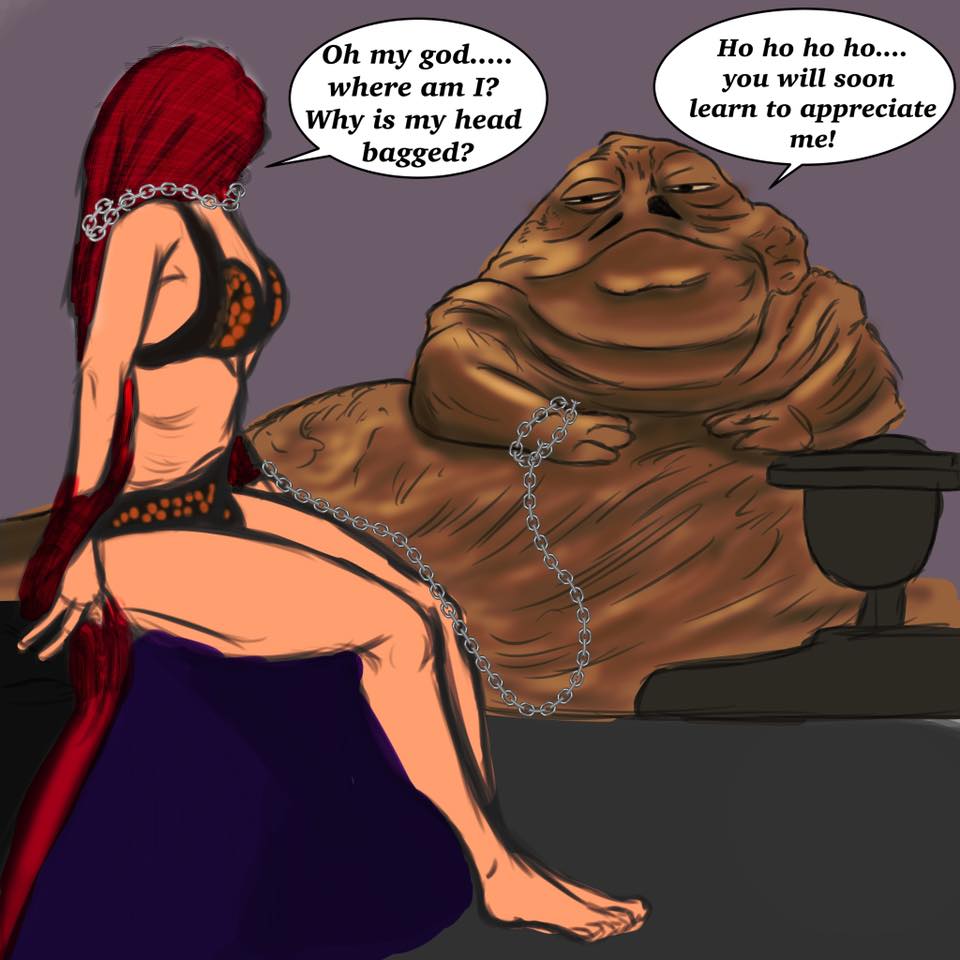 Oh my god.....
where am I?
Why is my head
bagged?
Ho ho ho ho....
you will soon
learn to appreciate
me!